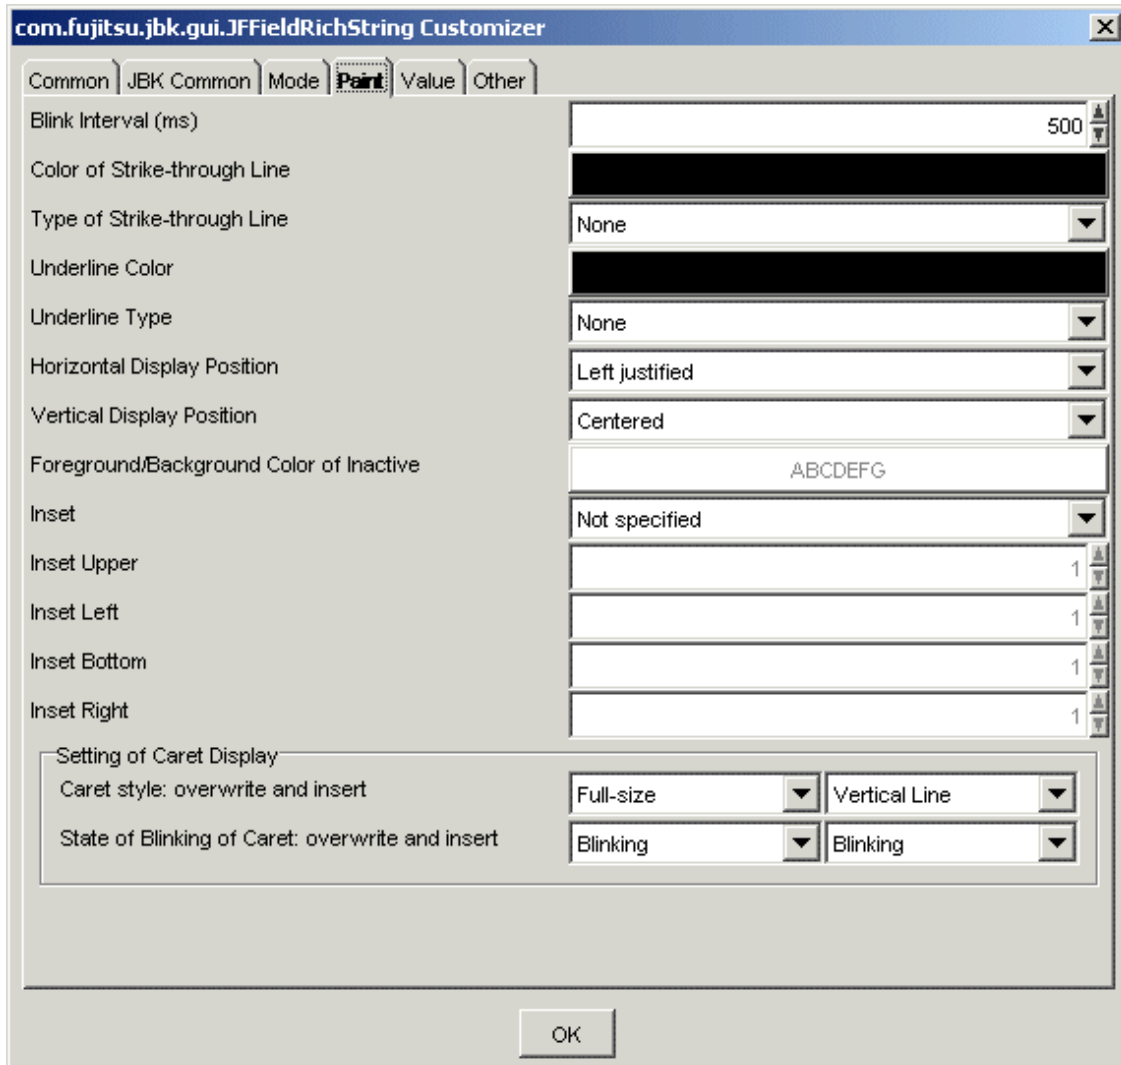 com.fujitsu.jbk.gui.JFFieldRichString Customizer
Common JBK Common Mode Paint Value Other
Blink Interval (ms) 500
Color of Strike-through Line
Type of Strike-through Line None
Underline Color
Underline Type None
Horizontal Display Position Left justified
Vertical Display Position Centered
Foreground/Background Color of Inactive ABCDEFG
Inset Not specified
Inset Upper 1
Inset Left 1
Inset Bottom 1
Inset Right 1
Setting of Caret Display
Caret style: overwrite and insert Full-size Vertical Line
State of Blinking of Caret: overwrite and insert Blinking Blinking
OK